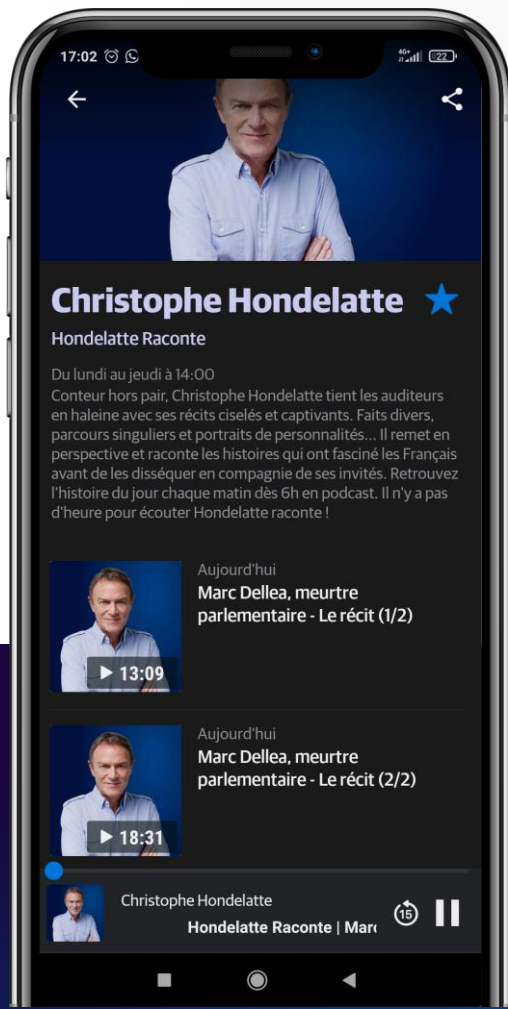 17:02
4G+
22
Christophe Hondelatte
Hondelatte Raconte
Du lundi au jeudi à 14:00
Conteur hors pair, Christophe Hondelatte tient les auditeurs
en haleine avec ses récits ciselés et captivants. Faits divers,
parcours singuliers et portraits de personnalités... Il remet en
perspective et raconte les histoires qui ont fasciné les Français
avant de les disséquer en compagnie de ses invités. Retrouvez
l'histoire du jour chaque matin dès 6h en podcast. Il n'y a pas
d'heure pour écouter Hondelatte raconte !
Aujourd'hui
Marc Dellea, meurtre
parlementaire - Le récit (1/2)
13:09
Aujourd'hui
Marc Dellea, meurtre
parlementaire - Le récit (2/2)
18:31
Christophe Hondelatte
Hondelatte Raconte | Marc
15